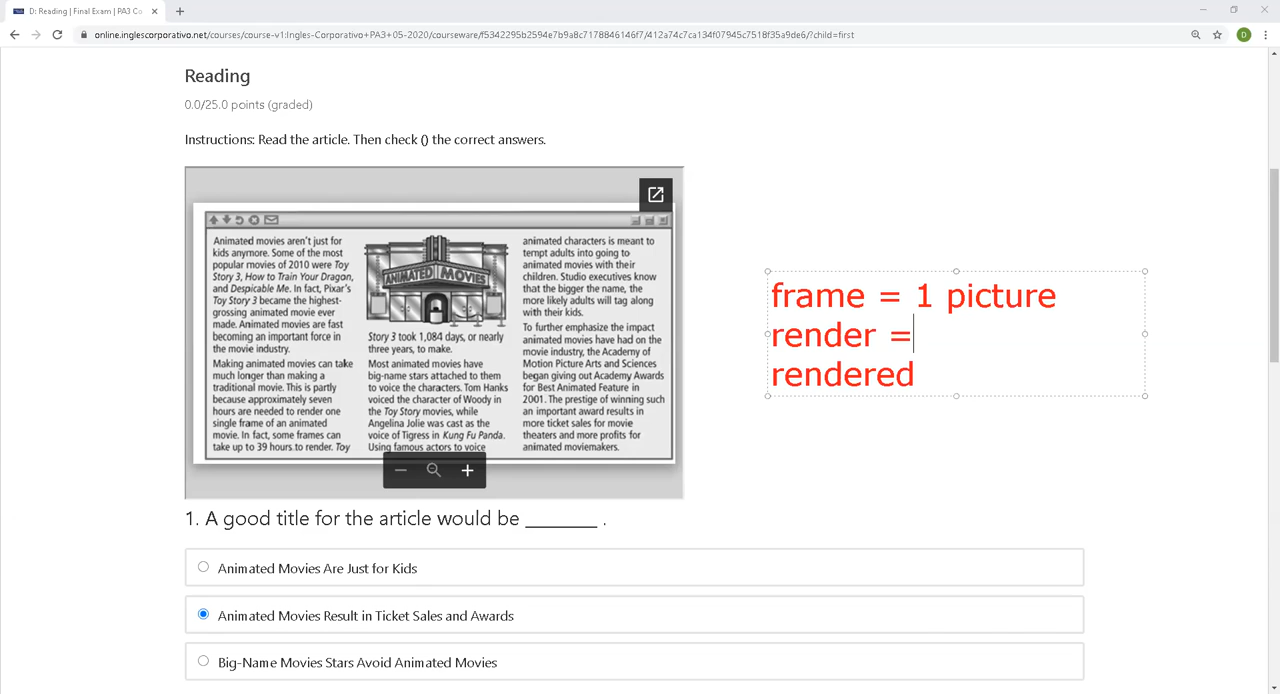 D: Reading | Final Exam | PA3 Co
online.inglescorporativo.net/courses/course-v1:Ingles-Corporativo+PA3+05-2020/courseware/f5342295b2594e7b9a8c7178846146f7/412a74c7ca134f07945c7518f35a9de6/?child=first
D
Reading
0.0/25.0 points (graded)
Instructions: Read the article. Then check () the correct answers.
Animated movies aren't just for
kids anymore. Some of the most
popular movies of 2010 were Toy
Story 3, How to Train Your Dragon,
and Despicable Me. In fact, Pixar's
Toy Story 3 became the highest-
grossing animated movie ever
made. Animated movies are fast
becoming an important force in
the movie industry.
Making animated movies can take
much longer than making a
traditional movie. This is partly
because approximately seven
hours are needed to render one
single frame of an animated
movie. In fact, some frames can
take up to 39 hours to render. Toy
ANIMATED MOVIES
Story 3 took 1,084 days, or nearly
three years, to make.
Most animated movies have
big-name stars attached to them
to voice the characters. Tom Hanks
voiced the character of Woody in
the Toy Story movies, while
Angelina Jolie was cast as the
voice of Tigress in Kung Fu Panda.
Using famous actors to voice
animated characters is meant to
tempt adults into going to
animated movies with their
children. Studio executives know
that the bigger the name, the
more likely adults will tag along
with their kids.
To further emphasize the impact
animated movies have had on the
movie industry, the Academy of
Motion Picture Arts and Sciences
began giving out Academy Awards
for Best Animated Feature in
2001. The prestige of winning such
an important award results in
more ticket sales for movie
theaters and more profits for
animated moviemakers.
frame = 1 picture
render =
rendered
1. A good title for the article would be ________ .
Animated Movies Are Just for Kids
Animated Movies Result in Ticket Sales and Awards
Big-Name Movies Stars Avoid Animated Movies